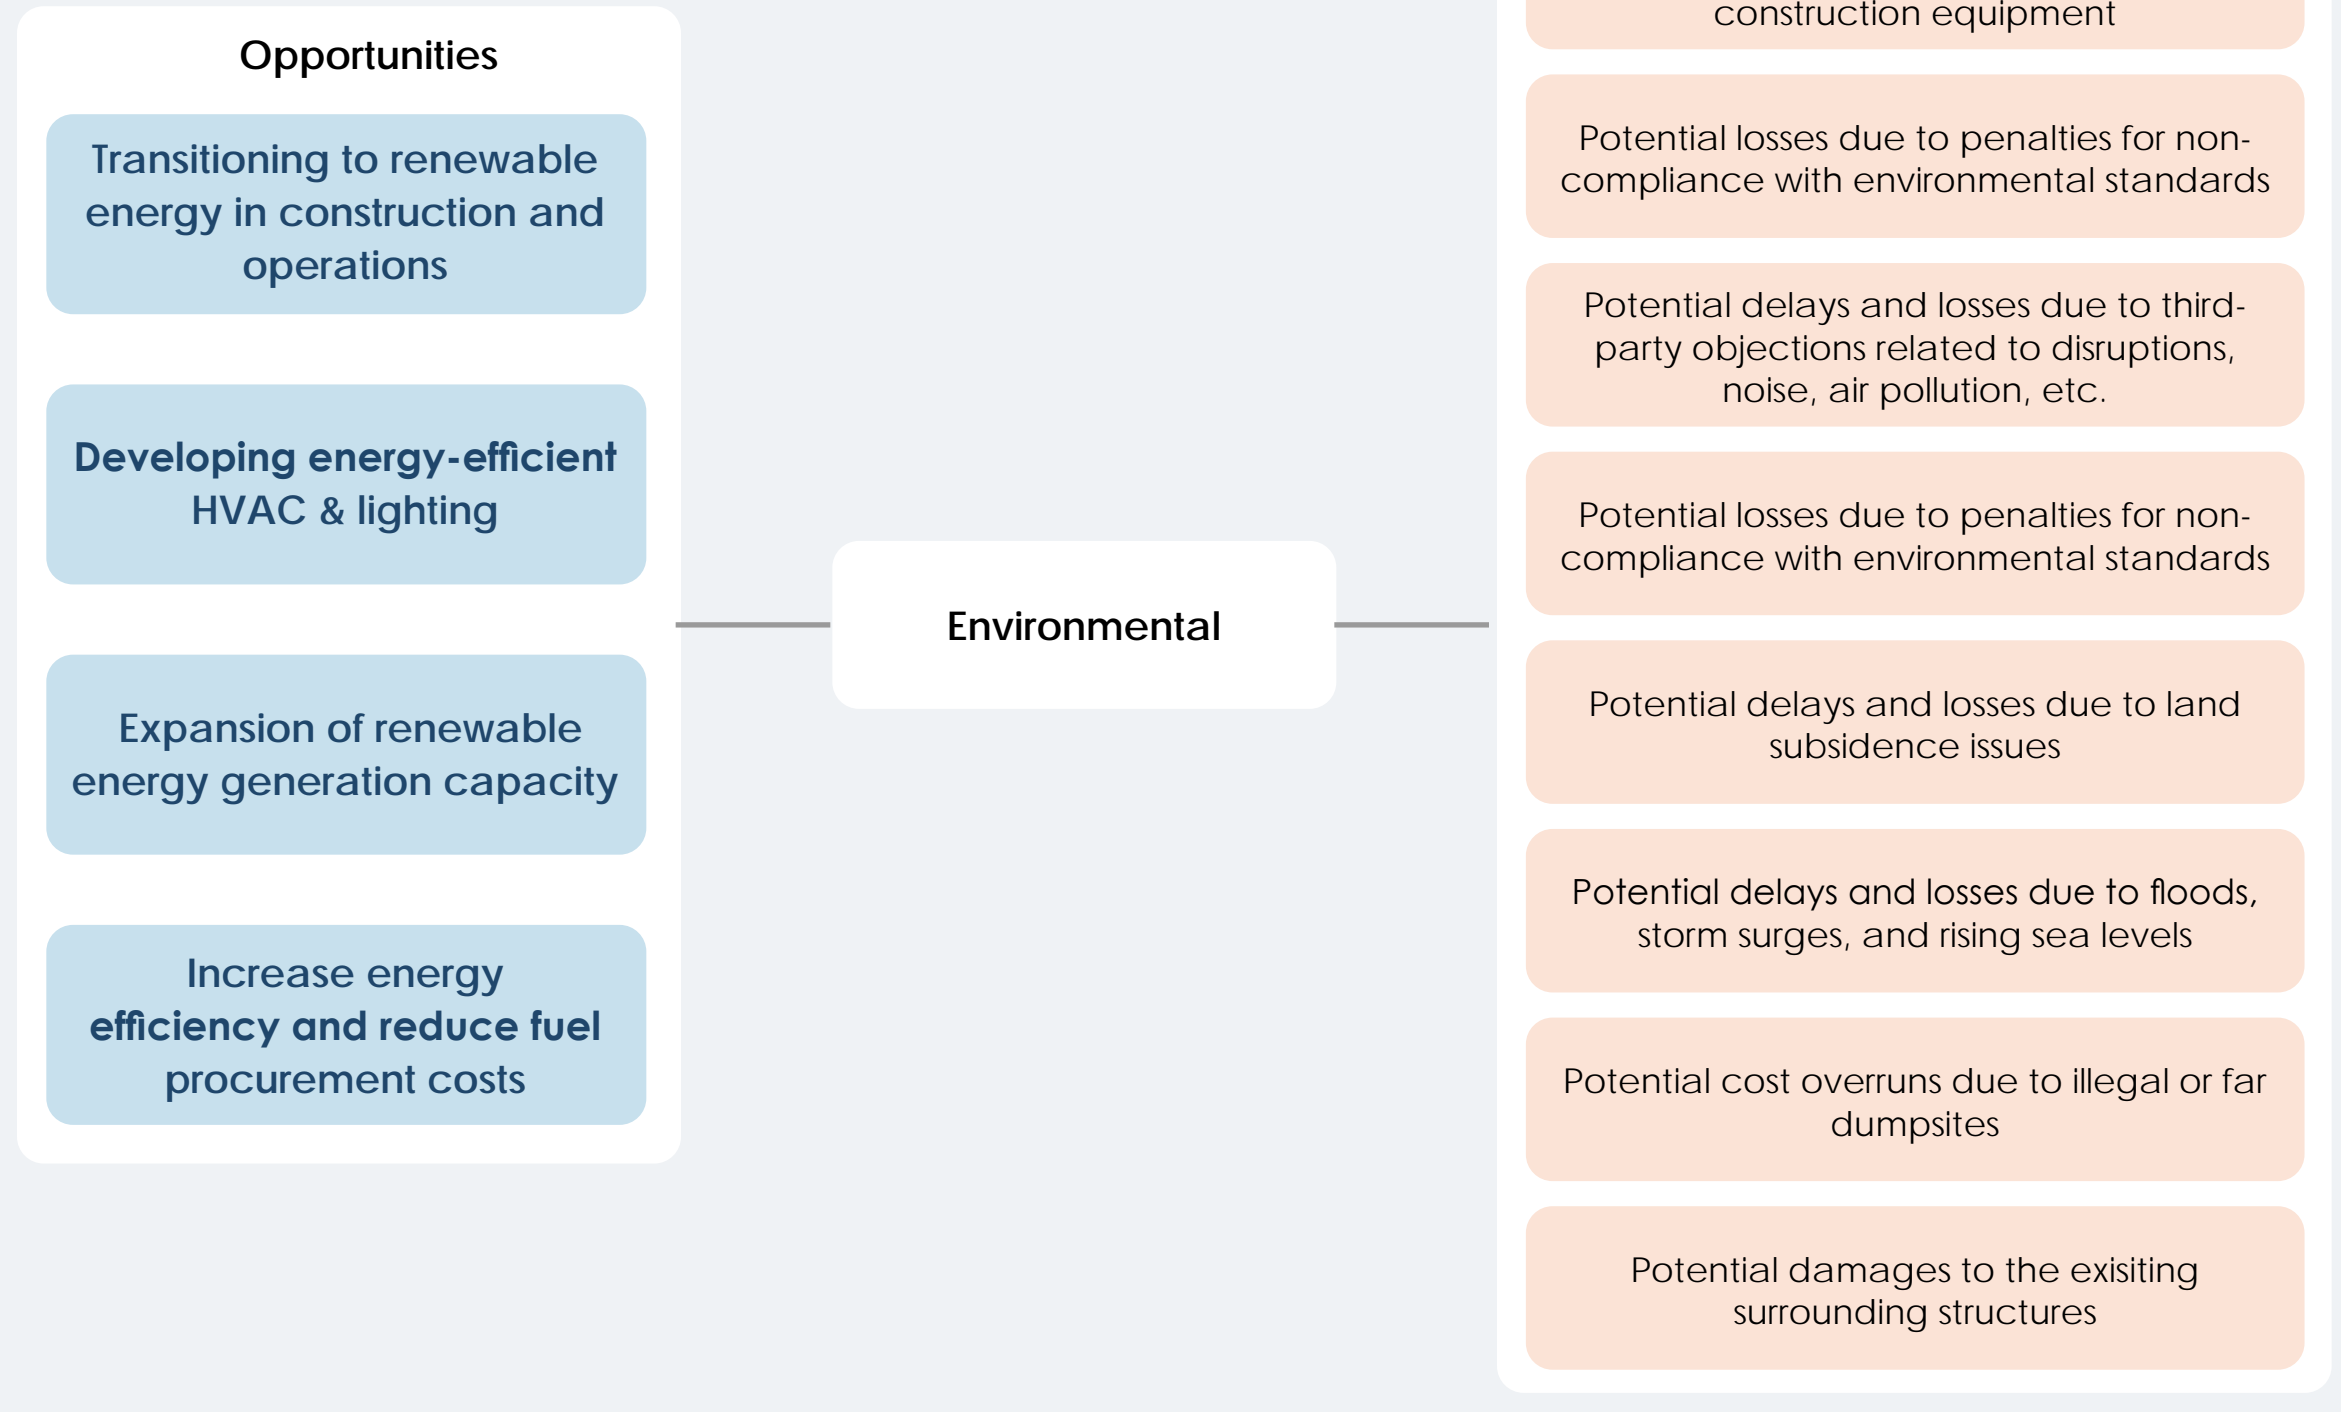 Opportunities
Transitioning to renewable
energy in construction and
operations
Developing energy-efficient
HVAC & lighting
Expansion of renewable
energy generation capacity
Increase energy
efficiency and reduce fuel
procurement costs
Environmental
construction equipment
Potential losses due to penalties for non-
compliance with environmental standards
Potential delays and losses due to third-
party objections related to disruptions,
noise, air pollution, etc.
Potential losses due to penalties for non-
compliance with environmental standards
Potential delays and losses due to land
subsidence issues
Potential delays and losses due to floods,
storm surges, and rising sea levels
Potential cost overruns due to illegal or far
dumpsites
Potential damages to the exisiting
surrounding structures